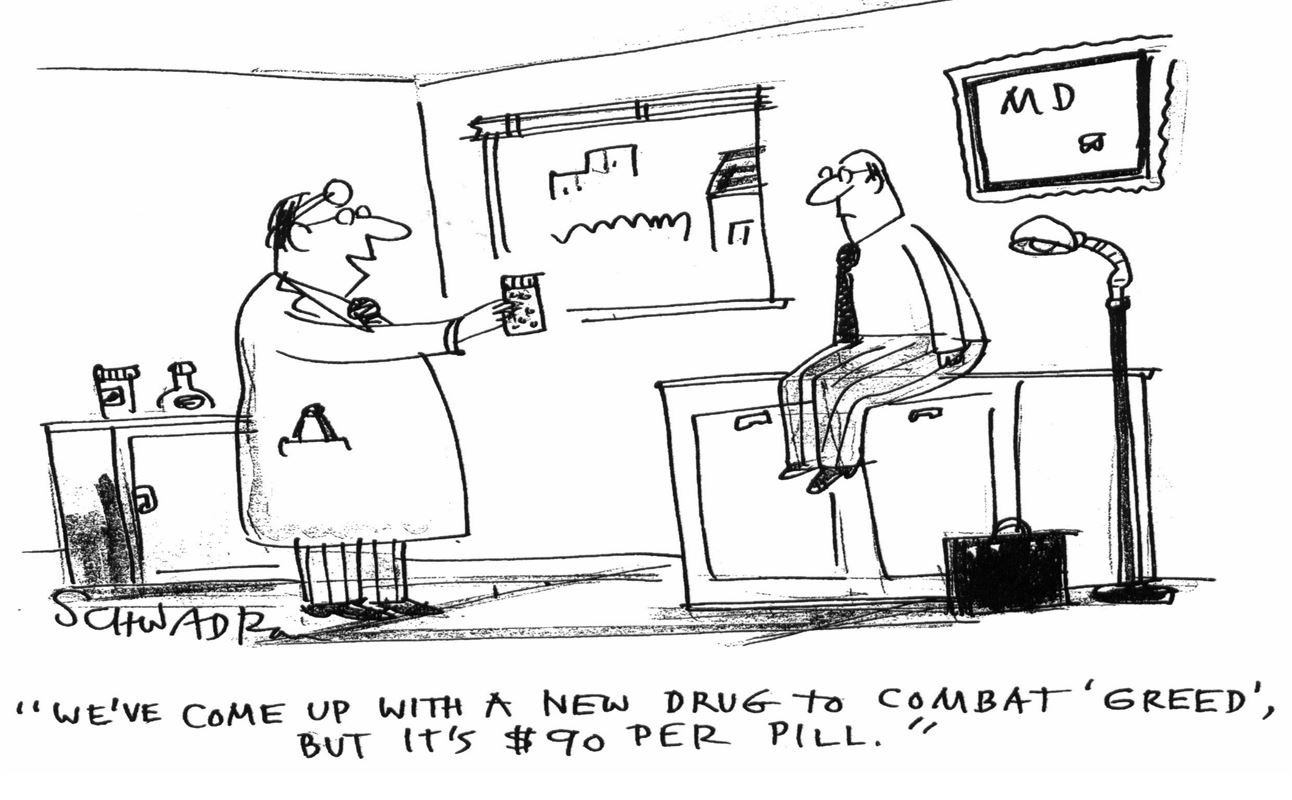 MD
SCHWADRON
"WE'VE COME UP WITH A NEW DRUG TO COMBAT 'GREED',
BUT IT'S $90 PER PILL."